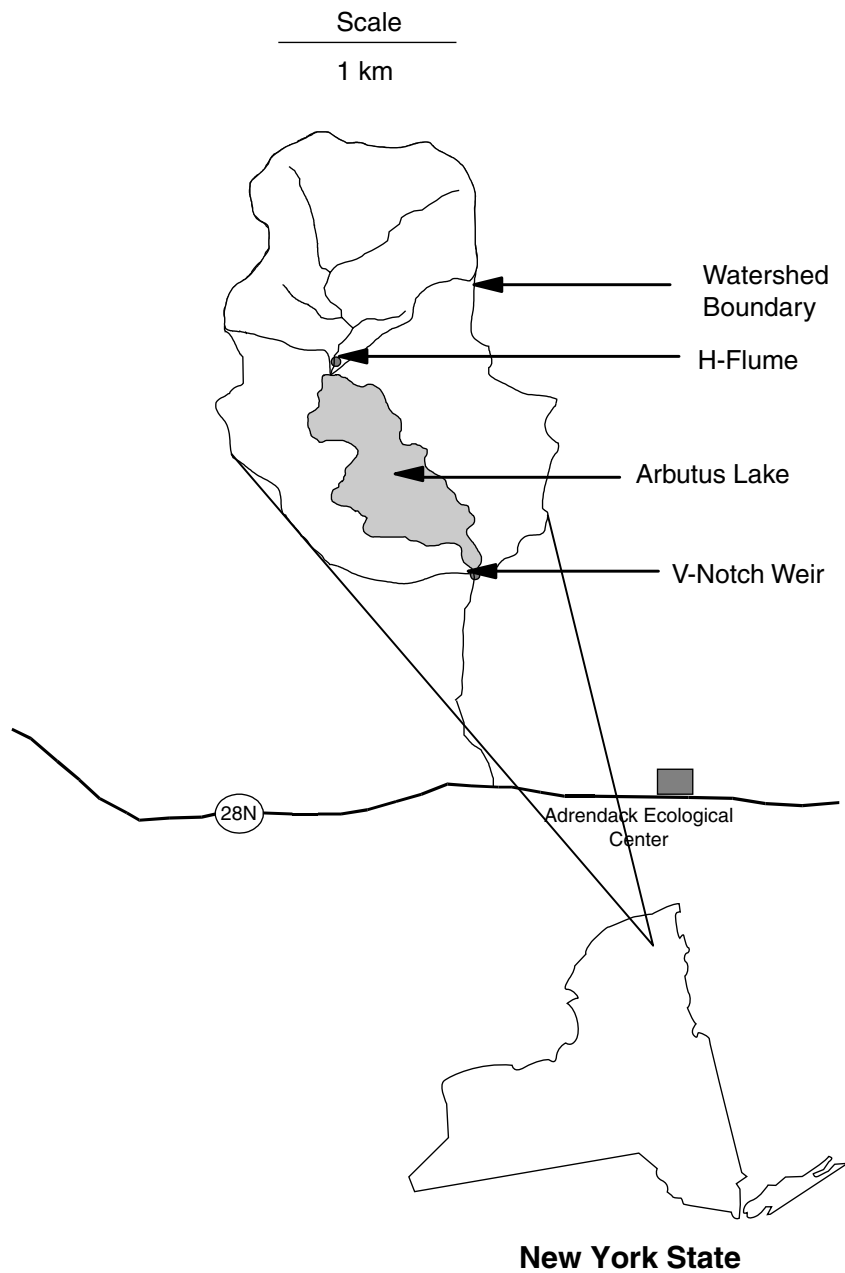 Scale
1 km
Watershed
Boundary
H-Flume
Arbutus Lake
V-Notch Weir
28N
Adrendack Ecological
Center
New York State